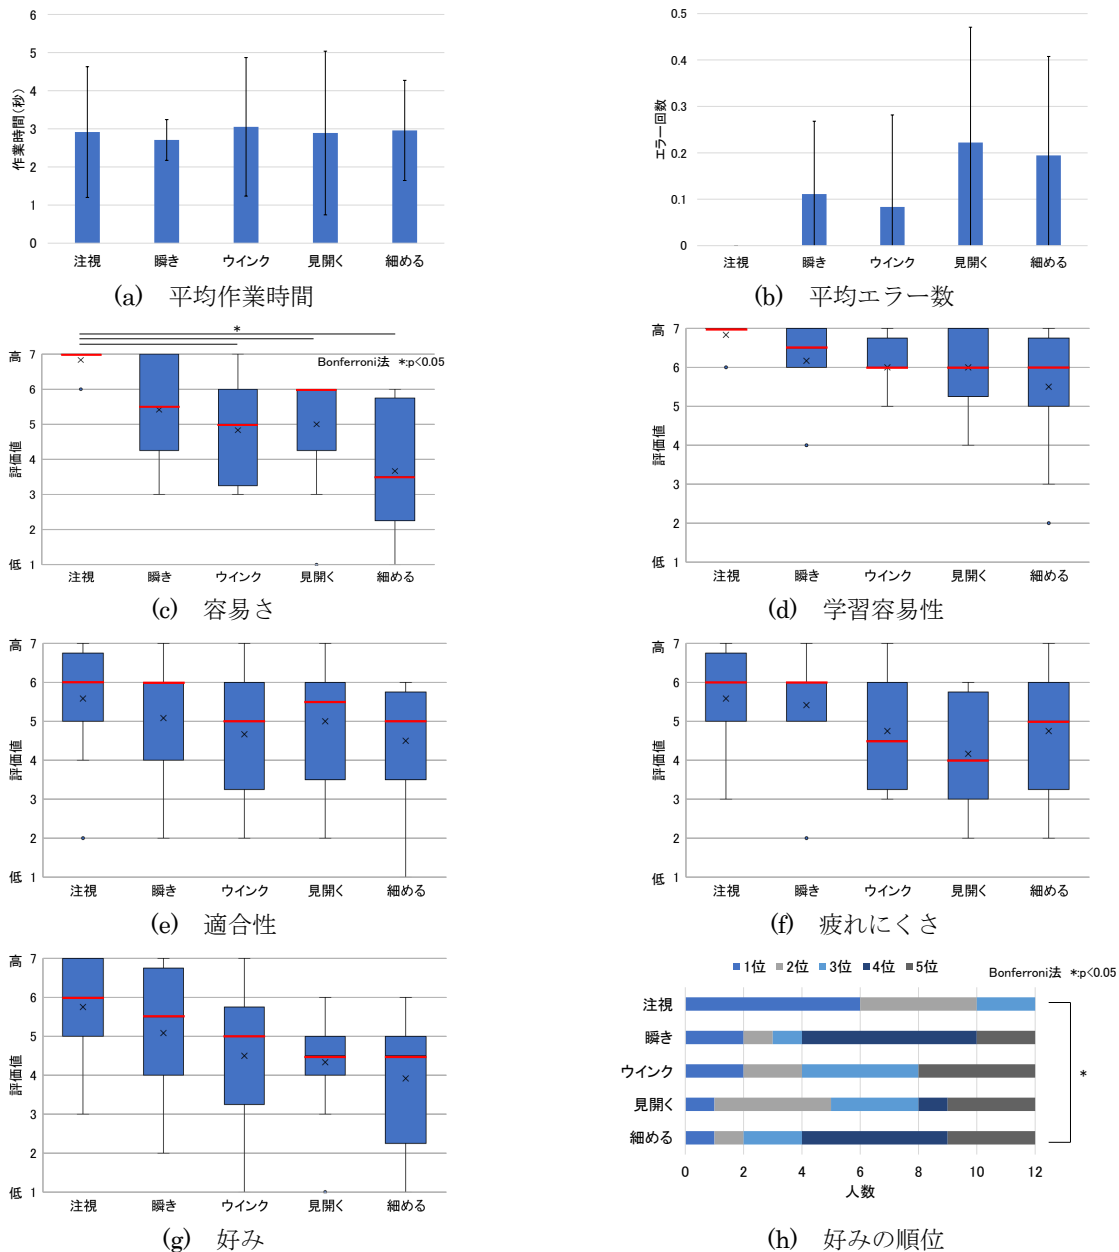 6
5
4
3
2
1
0
作業時間(秒)
注視 瞬き ウインク 見開く 細める
(a) 平均作業時間
0.5
0.4
0.3
0.2
0.1
0
エラー回数
注視 瞬き ウインク 見開く 細める
(b) 平均エラー数
*
Bonferroni法 *:p<0.05
高 7
6
5
4
3
2
低 1
評価値
注視 瞬き ウインク 見開く 細める
(c) 容易さ
高 7
6
5
4
3
2
低 1
評価値
注視 瞬き ウインク 見開く 細める
(d) 学習容易性
高 7
6
5
4
3
2
低 1
評価値
注視 瞬き ウインク 見開く 細める
(e) 適合性
高 7
6
5
4
3
2
低 1
評価値
注視 瞬き ウインク 見開く 細める
(f) 疲れにくさ
高 7
6
5
4
3
2
低 1
評価値
注視 瞬き ウインク 見開く 細める
(g) 好み
1位 2位 3位 4位 5位
Bonferroni法 *:p<0.05
注視
瞬き
ウインク
見開く
細める
*
0 2 4 6 8 10 12
人数
(h) 好みの順位